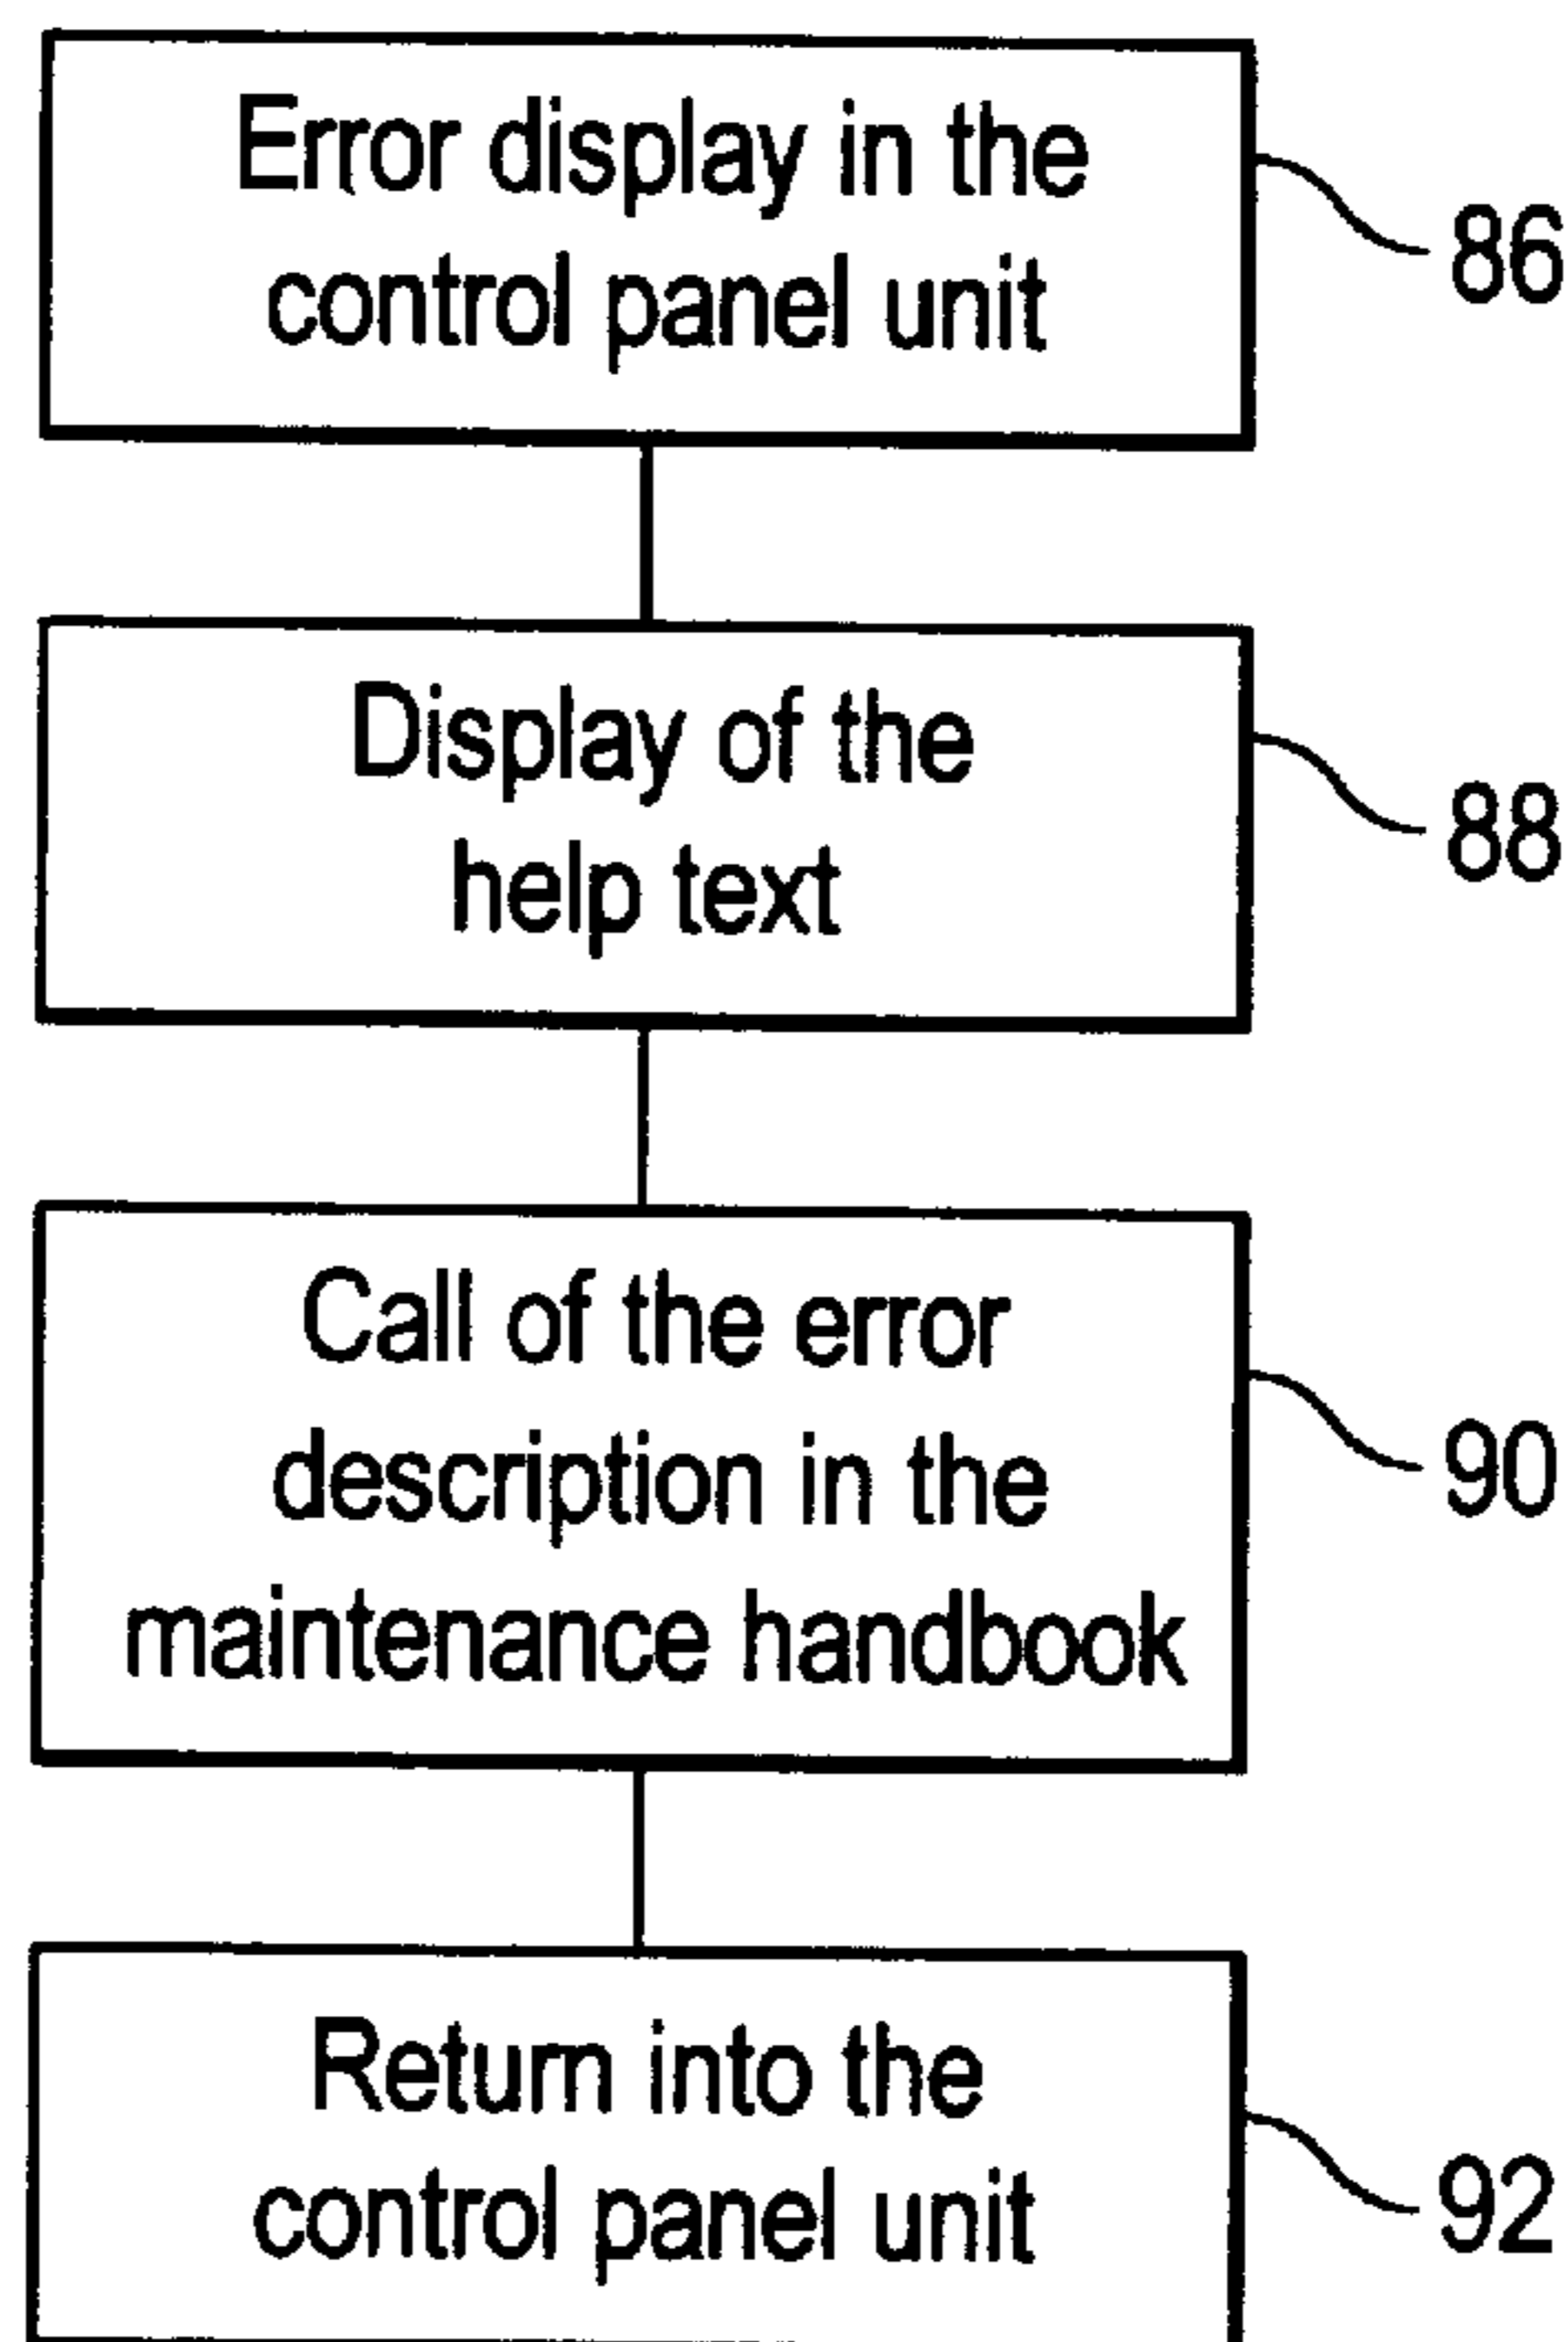 Error display in the
control panel unit
86
Display of the
help text
88
Call of the error
description in the
maintenance handbook
90
Return into the
control panel unit
92